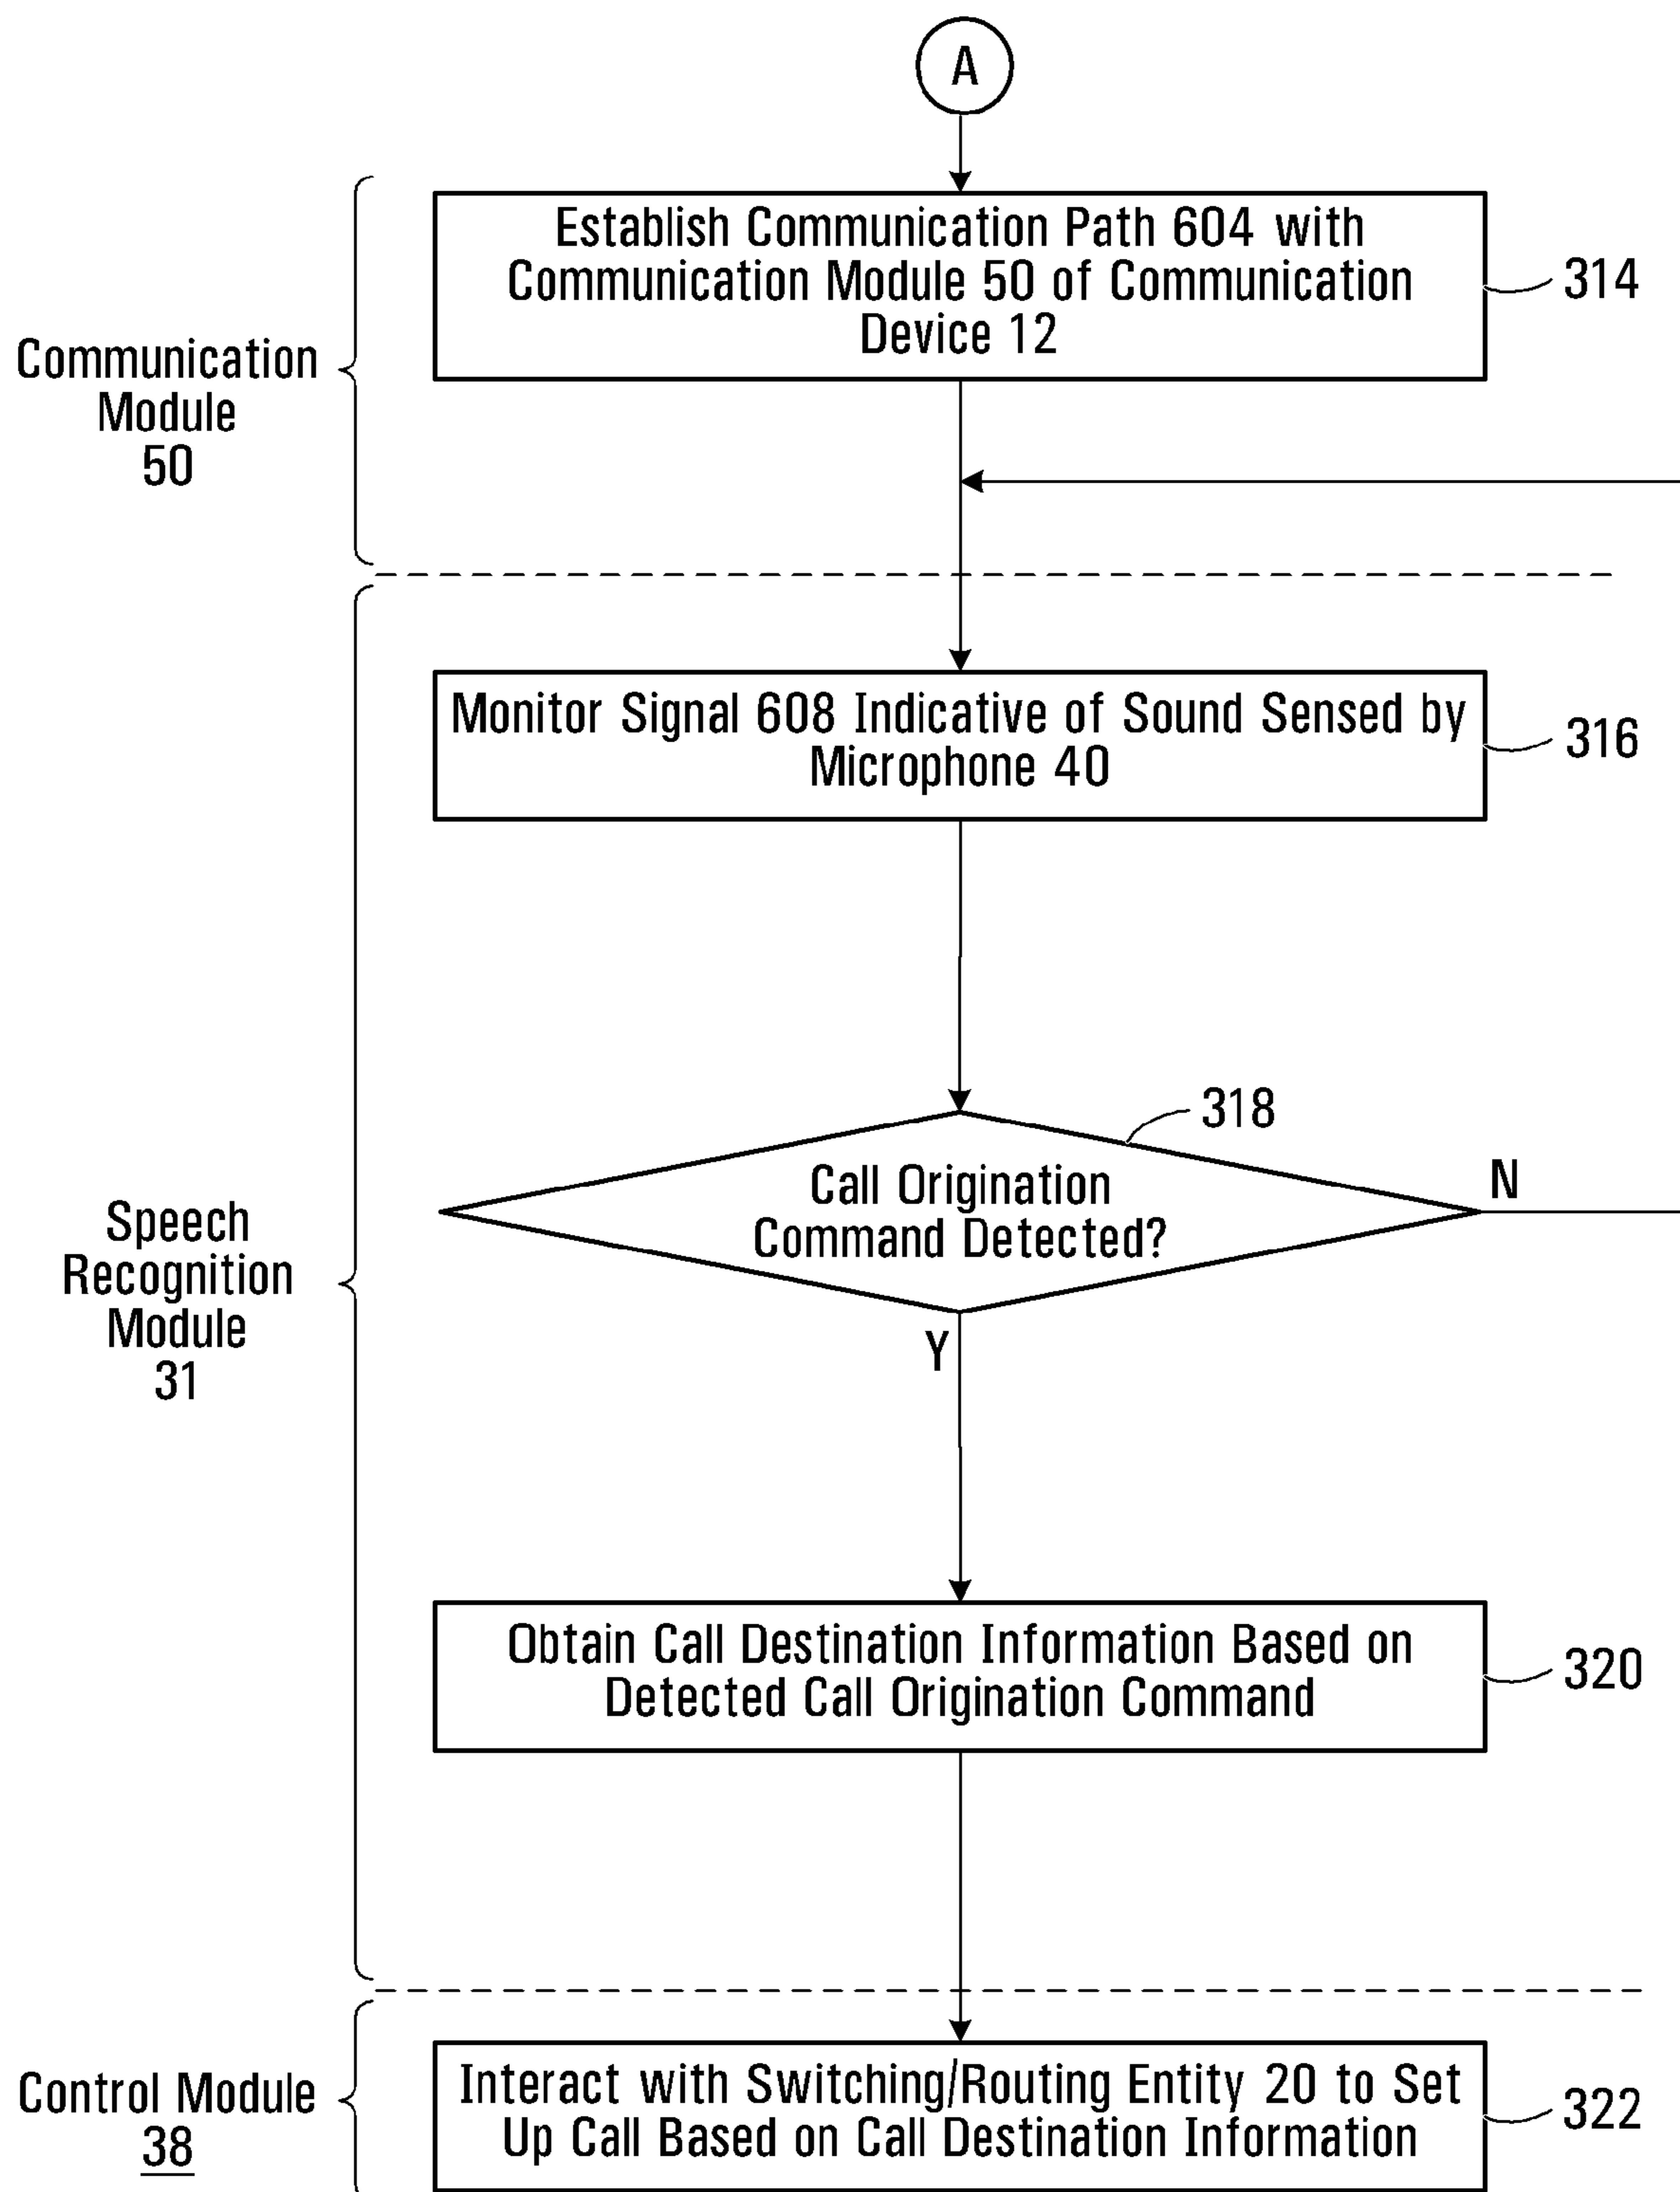 A
Establish Communication Path 604 with
Communication Module 50 of Communication
Device 12
314
Communication
Module
50
Monitor Signal 608 Indicative of Sound Sensed by
Microphone 40
316
318
Call Origination
Command Detected?
N
Y
Speech
Recognition
Module
31
Obtain Call Destination Information Based on
Detected Call Origination Command
320
Control Module
38
Interact with Switching/Routing Entity 20 to Set
Up Call Based on Call Destination Information
322